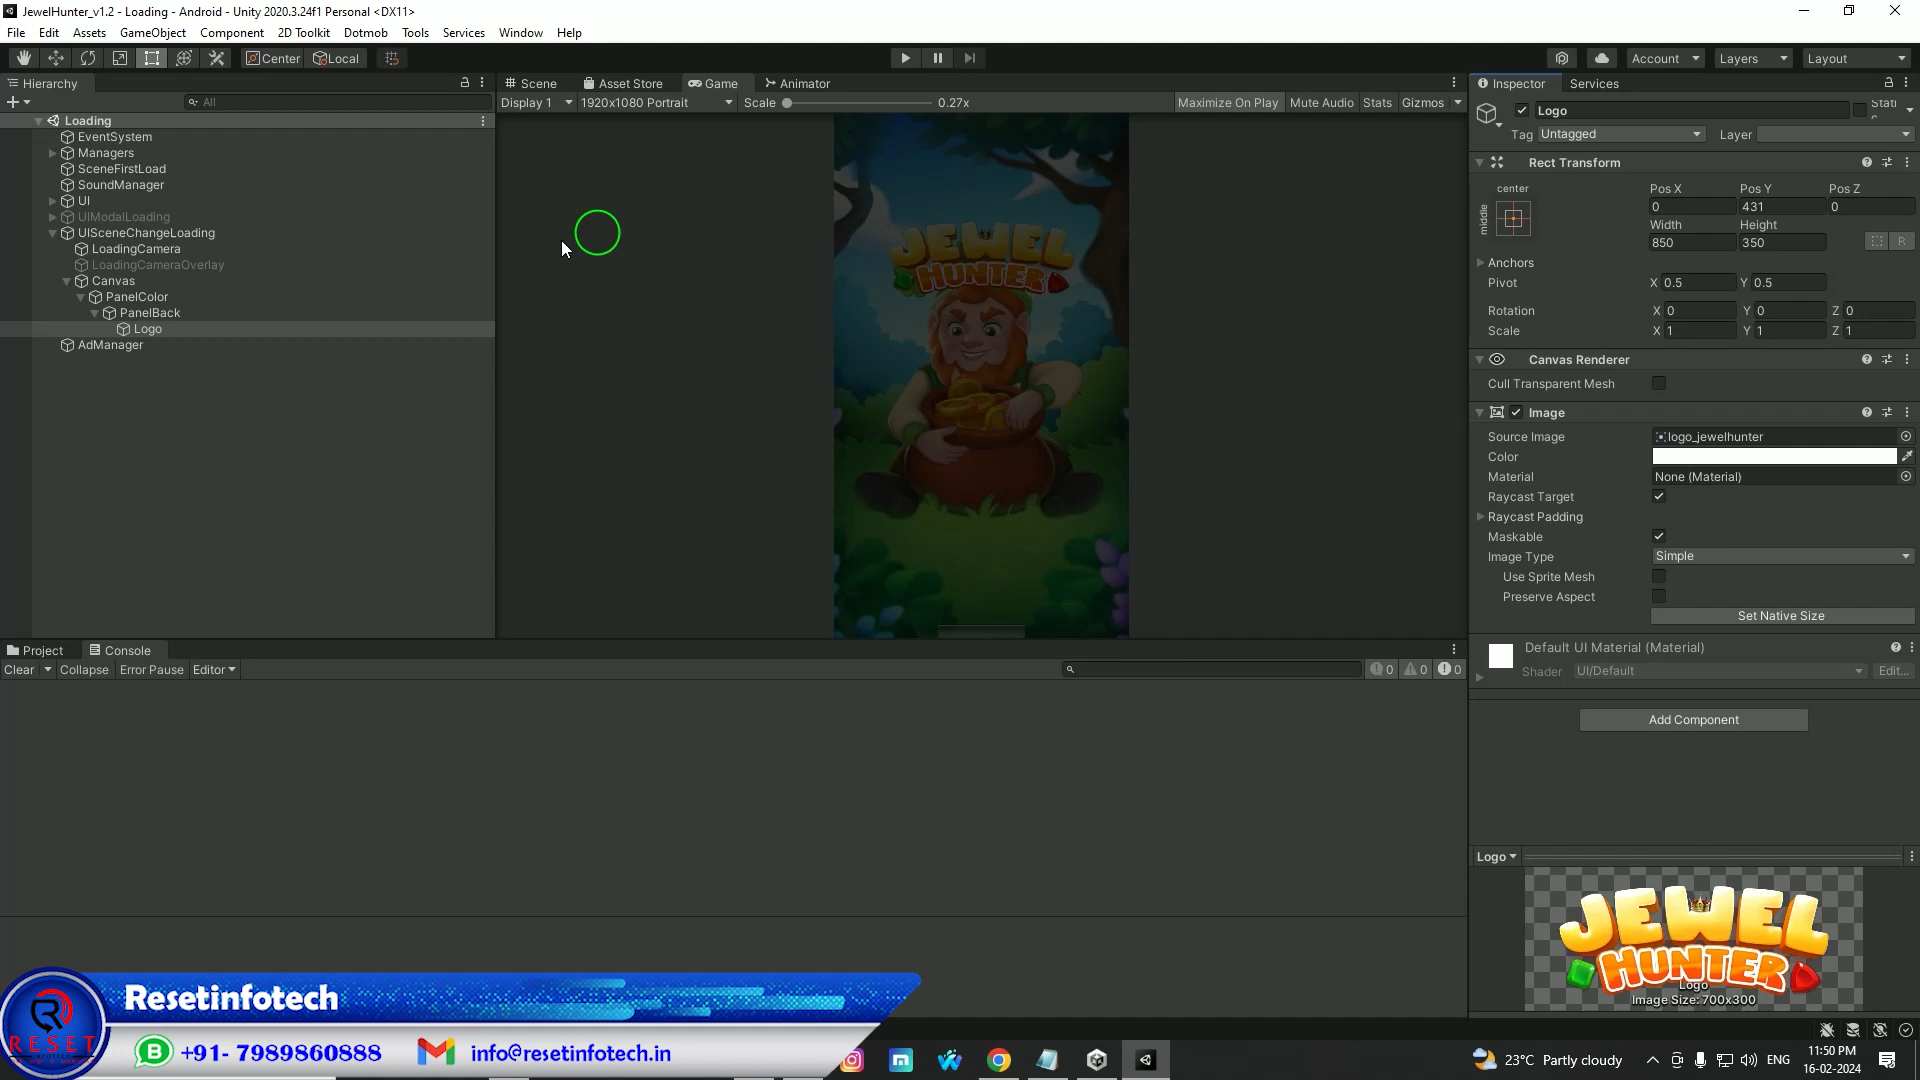 JewelHunter_v1.2 - Loading - Android - Unity 2020.3.24f1 Personal <DX11>
File Edit Assets GameObject Component 2D Toolkit Dotmob Tools Services Window Help
Center Local Account Layers Layout
Hierarchy
All
Loading
EventSystem
Managers
SceneFirstLoad
SoundManager
UI
UIModalLoading
UISceneChangeLoading
LoadingCamera
LoadingCameraOverlay
Canvas
PanelColor
PanelBack
Logo
AdManager
Scene Asset Store Game Animator
Display 1 1920x1080 Portrait Scale 0.27x Maximize On Play Mute Audio Stats Gizmos
JEWEL
HUNTER
Inspector Services
Logo Stati
Tag Untagged Layer
Rect Transform
center
middle
Pos X Pos Y Pos Z
0 431 0
Width Height
850 350
R
Anchors
Pivot X 0.5 Y 0.5
Rotation X 0 Y 0 Z 0
Scale X 1 Y 1 Z 1
Canvas Renderer
Cull Transparent Mesh
Image
Source Image logo_jewelhunter
Color
Material None (Material)
Raycast Target
Raycast Padding
Maskable
Image Type Simple
Use Sprite Mesh
Preserve Aspect
Set Native Size
Default UI Material (Material)
Shader UI/Default Edit...
Add Component
Logo
JEWEL
HUNTER
Logo
Image Size: 700x300
Project Console
Clear Collapse Error Pause Editor 0 0 0
Resetinfotech
RESET
+91- 7989860888 info@resetinfotech.in
23°C Partly cloudy ENG 11:50 PM
16-02-2024